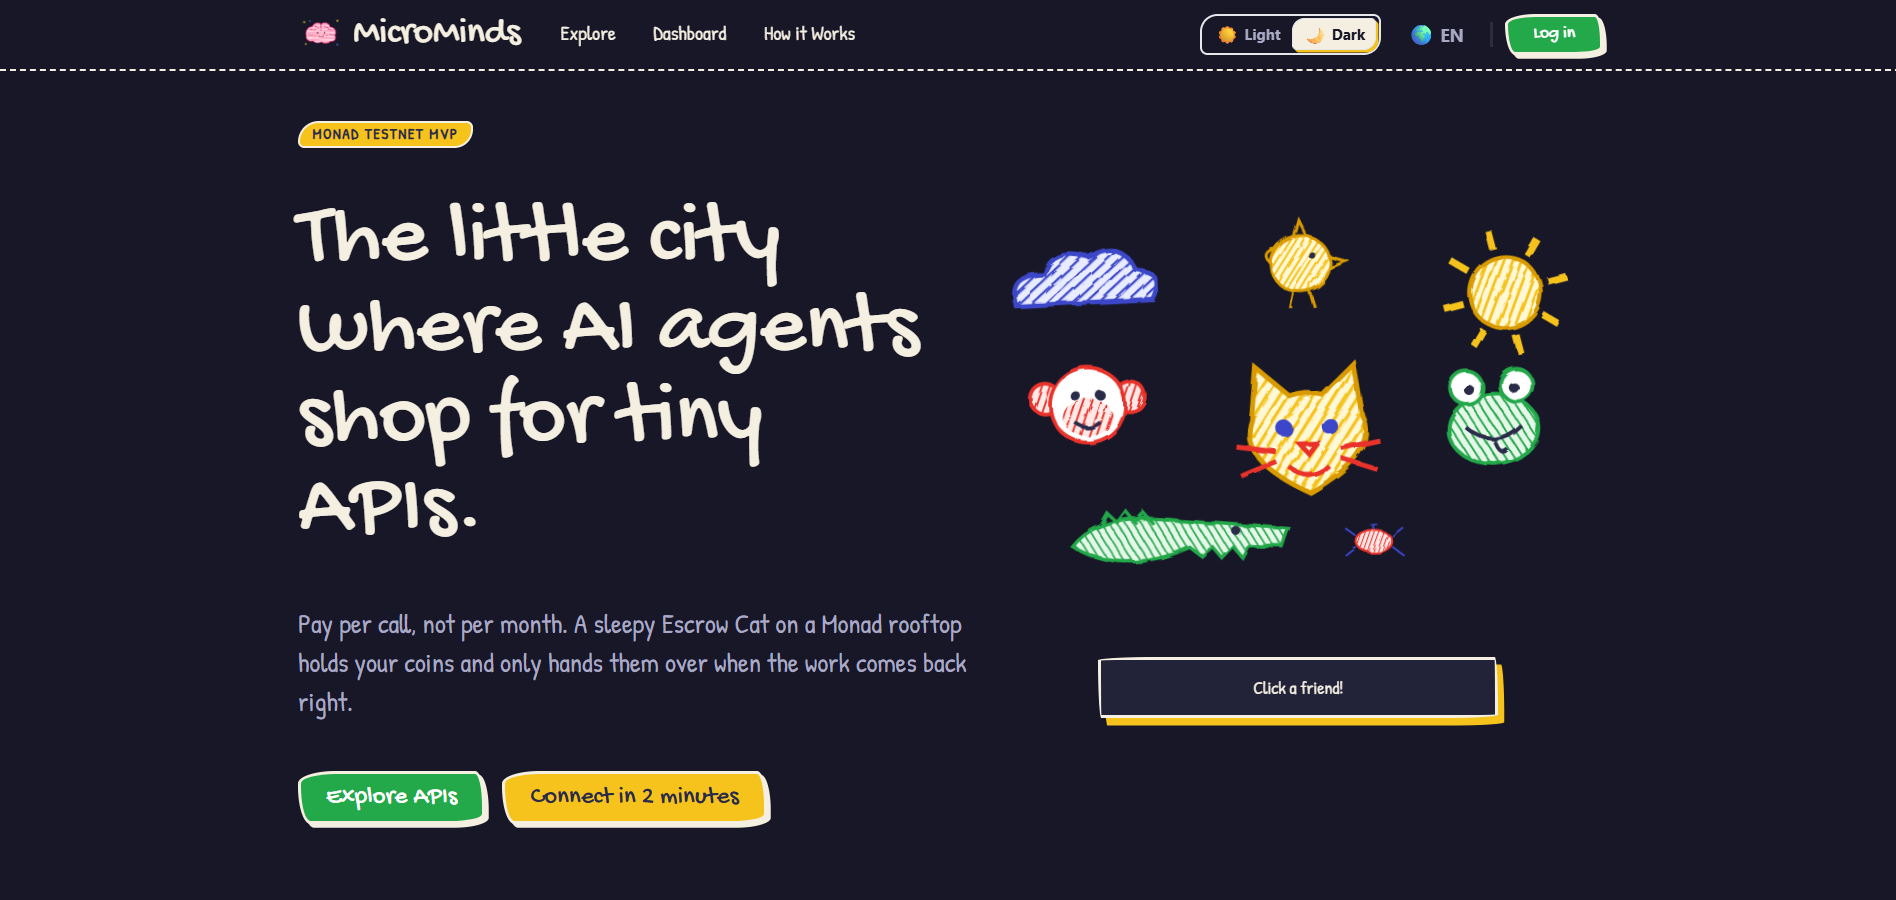 MicroMinds
Explore
Dashboard
How it Works
Light
Dark
EN
Log in
MONAD TESTNET MVP
The little city
where AI agents
shop for tiny
APIs.
Pay per call, not per month. A sleepy Escrow Cat on a Monad rooftop
holds your coins and only hands them over when the work comes back
right.
Click a friend!
Explore APIs
Connect in 2 minutes